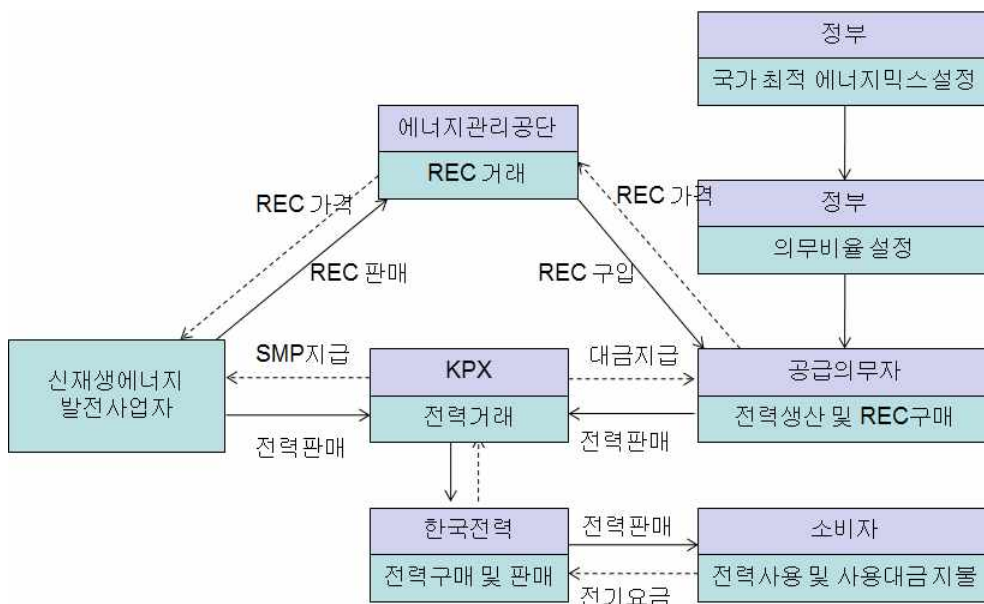 정부
국가 최적 에너지믹스 설정
에너지관리공단
REC 거래
REC 가격
REC 가격
정부
의무비율 설정
REC 판매
REC 구입
신재생에너지
발전사업자
SMP지급
KPX
전력거래
대금지급
공급의무자
전력생산 및 REC구매
전력판매
전력판매
한국전력
전력구매 및 판매
전력판매
전기요금
소비자
전력사용 및 사용대금 지불